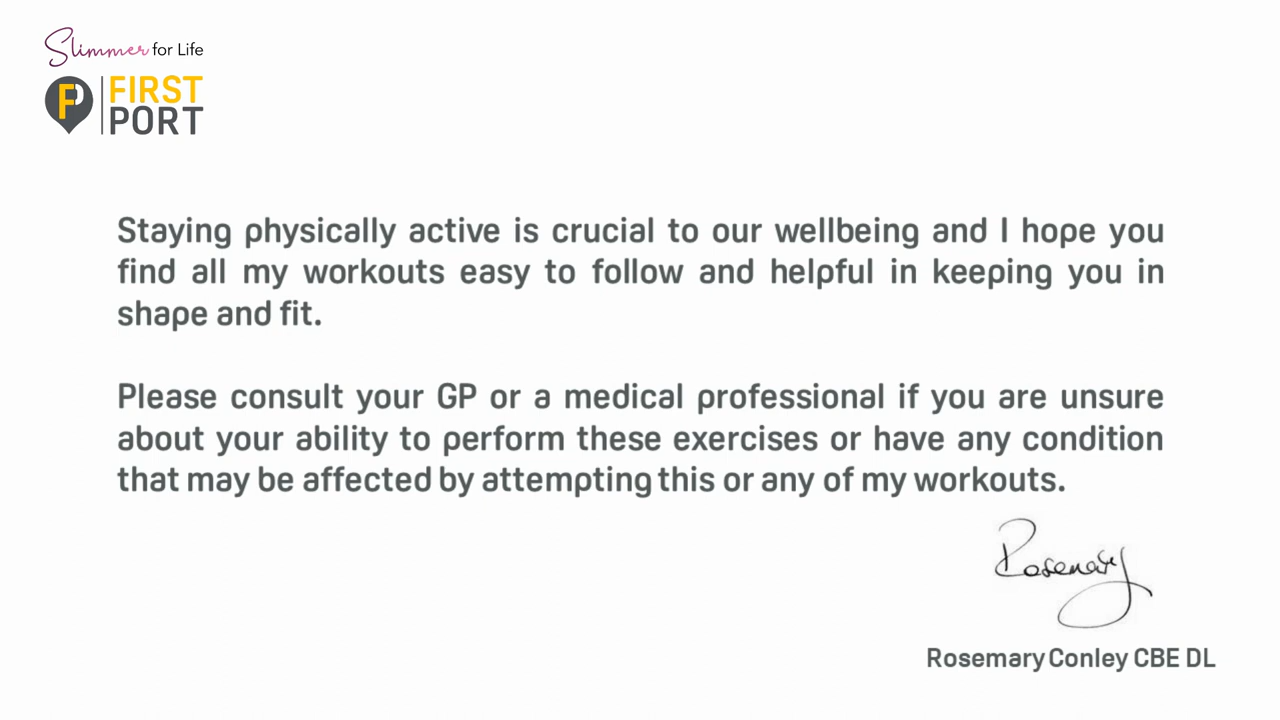 Slimmer for Life
FP FIRST
PORT
Staying physically active is crucial to our wellbeing and I hope you
find all my workouts easy to follow and helpful in keeping you in
shape and fit.
Please consult your GP or a medical professional if you are unsure
about your ability to perform these exercises or have any condition
that may be affected by attempting this or any of my workouts.
Rosemary
Rosemary Conley CBE DL